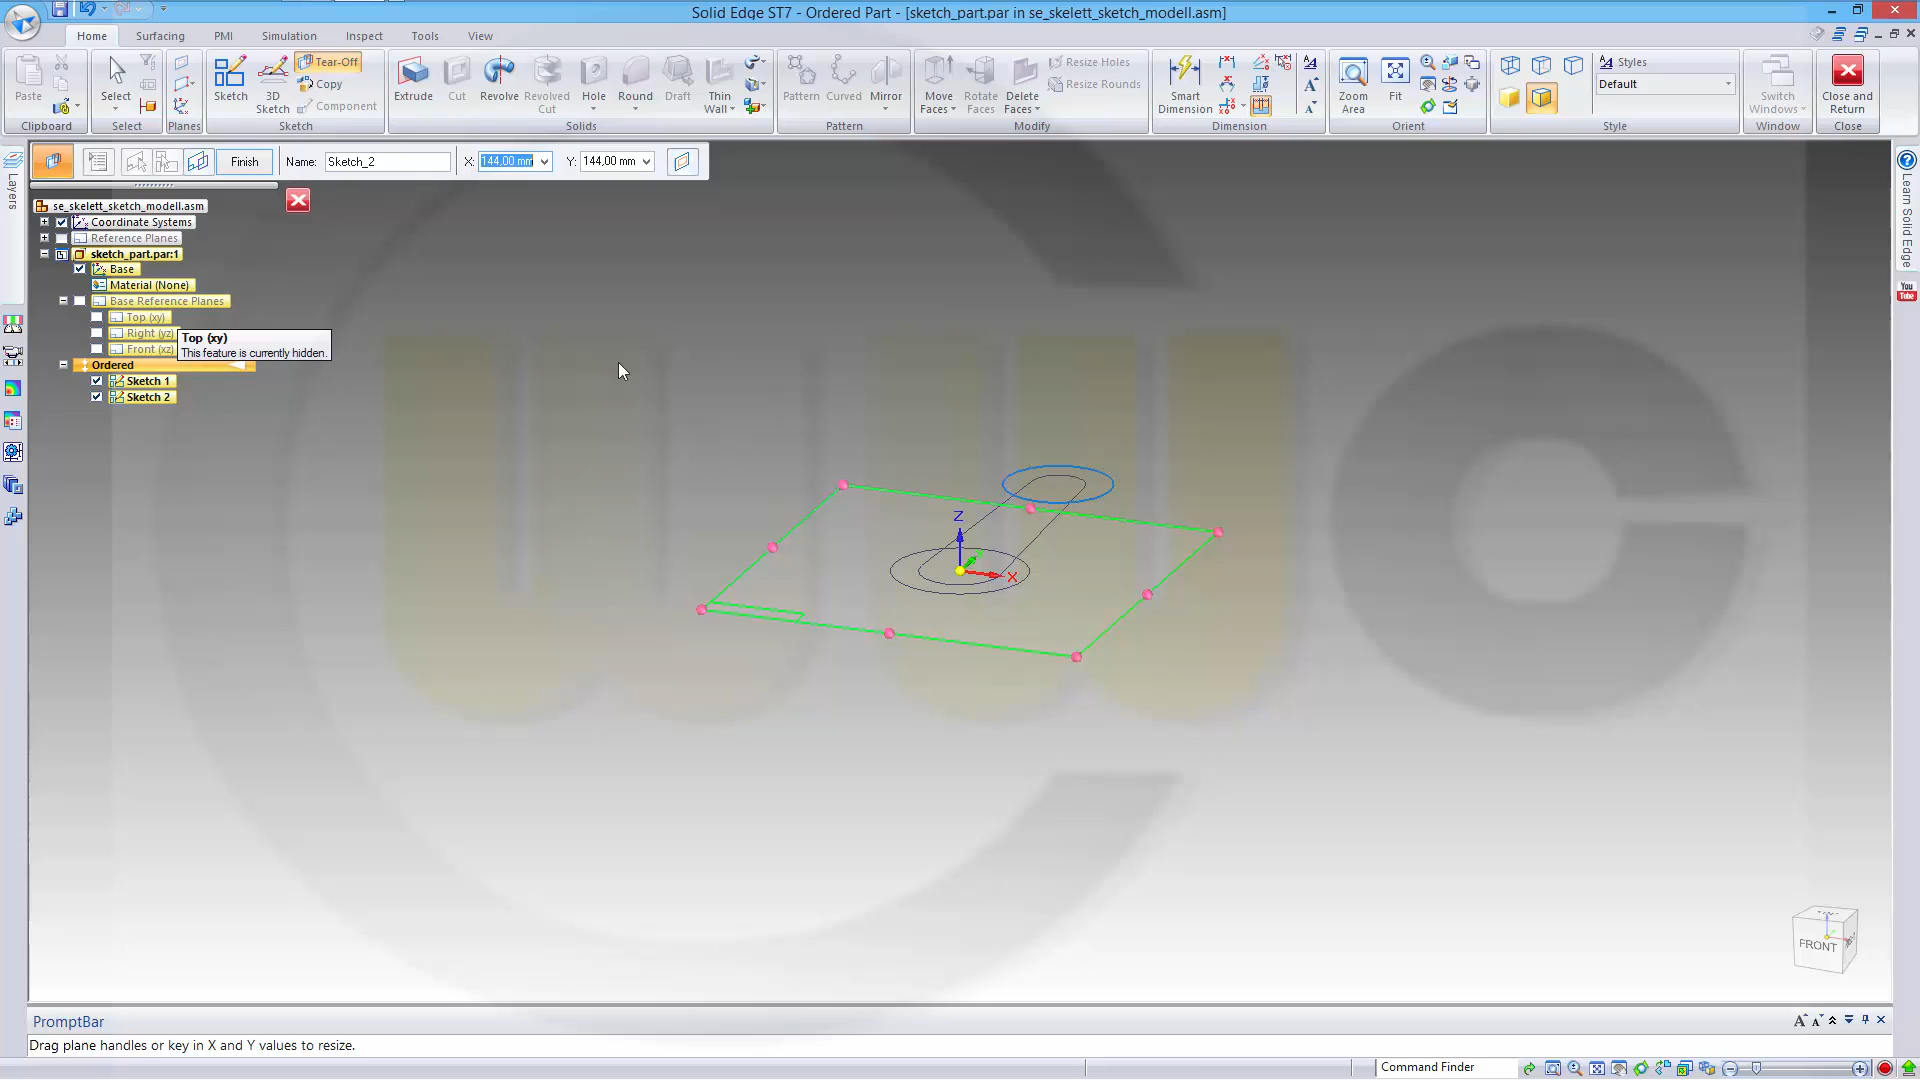 Solid Edge ST7 - Ordered Part - [sketch_part.par in se_skelett_sketch_modell.asm]
Home Surfacing PMI Simulation Inspect Tools View
Paste
Clipboard
Select
Select
Planes
Sketch
3D Sketch
Tear-Off
Copy
Component
Sketch
Extrude Cut Revolve Revolved Cut Hole Round Draft Thin Wall
Solids
Pattern Curved Mirror
Pattern
Move Faces Rotate Faces Delete Faces
Resize Holes
Resize Rounds
Modify
Smart Dimension
Dimension
Zoom Area Fit
Orient
Styles
Default
Style
Switch Windows
Window
Close and Return
Close
Finish Name: Sketch_2 X: 144,00 mm Y: 144,00 mm
Layers
se_skelett_sketch_modell.asm
Coordinate Systems
Reference Planes
sketch_part.par:1
Base
Material (None)
Base Reference Planes
Top (xy)
Right (yz)
Front (xz)
Ordered
Sketch 1
Sketch 2
Top (xy)
This feature is currently hidden.
Z
X
Learn Solid Edge
You Tube
FRONT
PromptBar
Drag plane handles or key in X and Y values to resize.
Command Finder